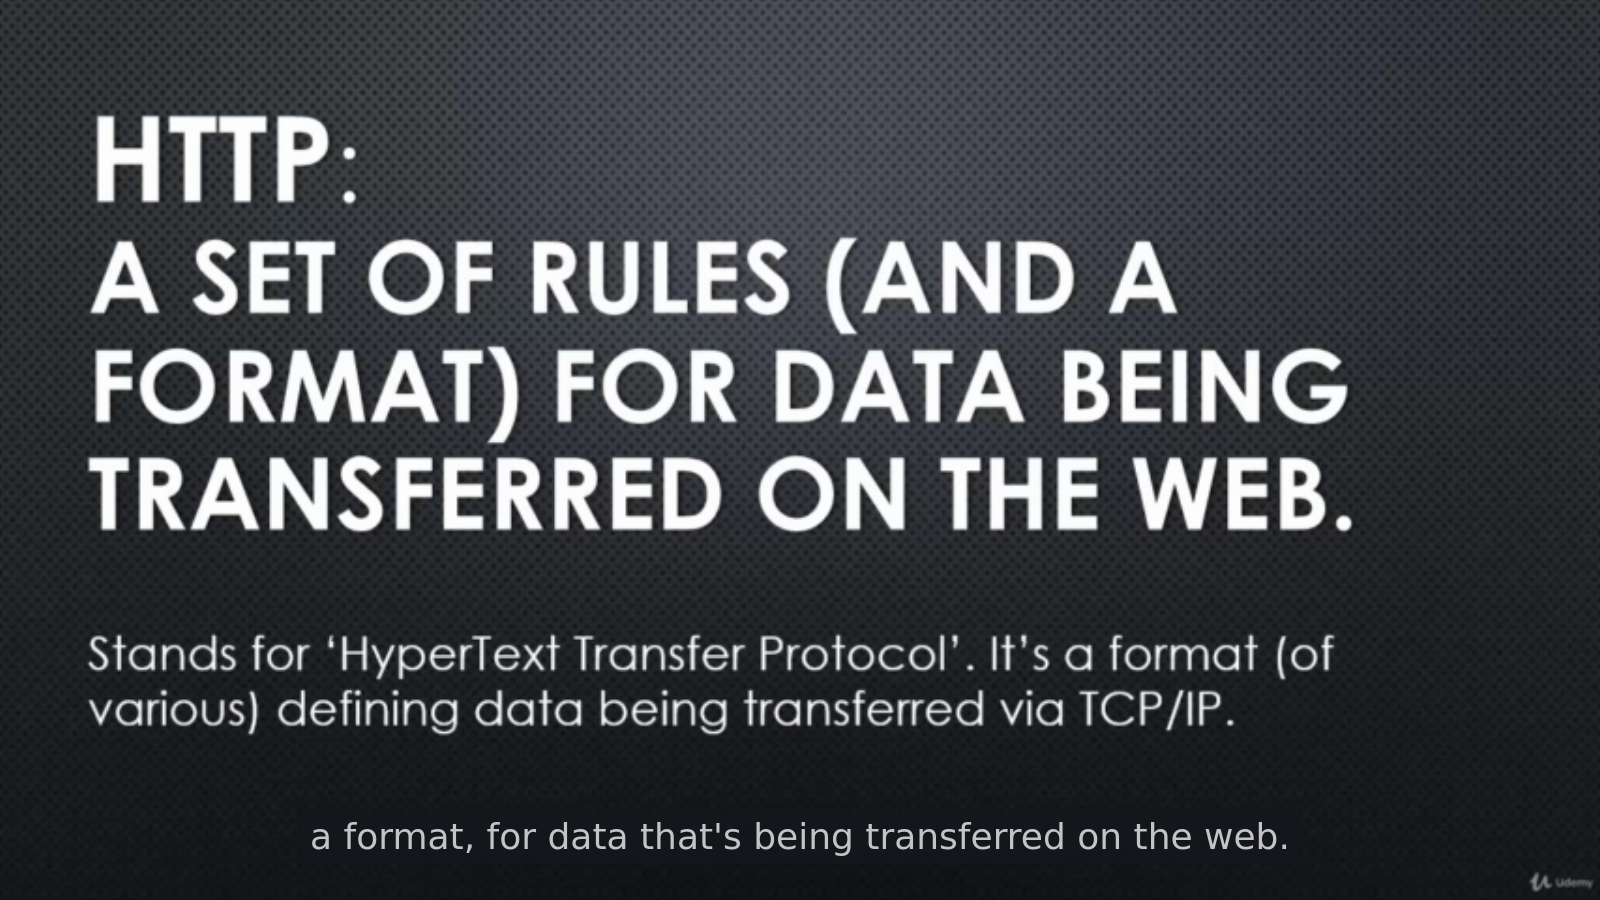 HTTP:
A SET OF RULES (AND A
FORMAT) FOR DATA BEING
TRANSFERRED ON THE WEB.
Stands for ‘HyperText Transfer Protocol’. It’s a format (of
various) defining data being transferred via TCP/IP.
a format, for data that's being transferred on the web.
Udemy